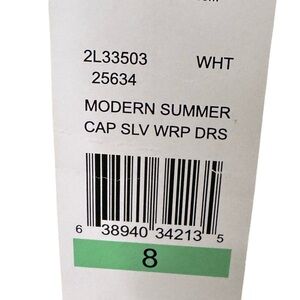 2L33503 WHT
25634
MODERN SUMMER
CAP SLV WRP DRS
6 38940 34213 5
8